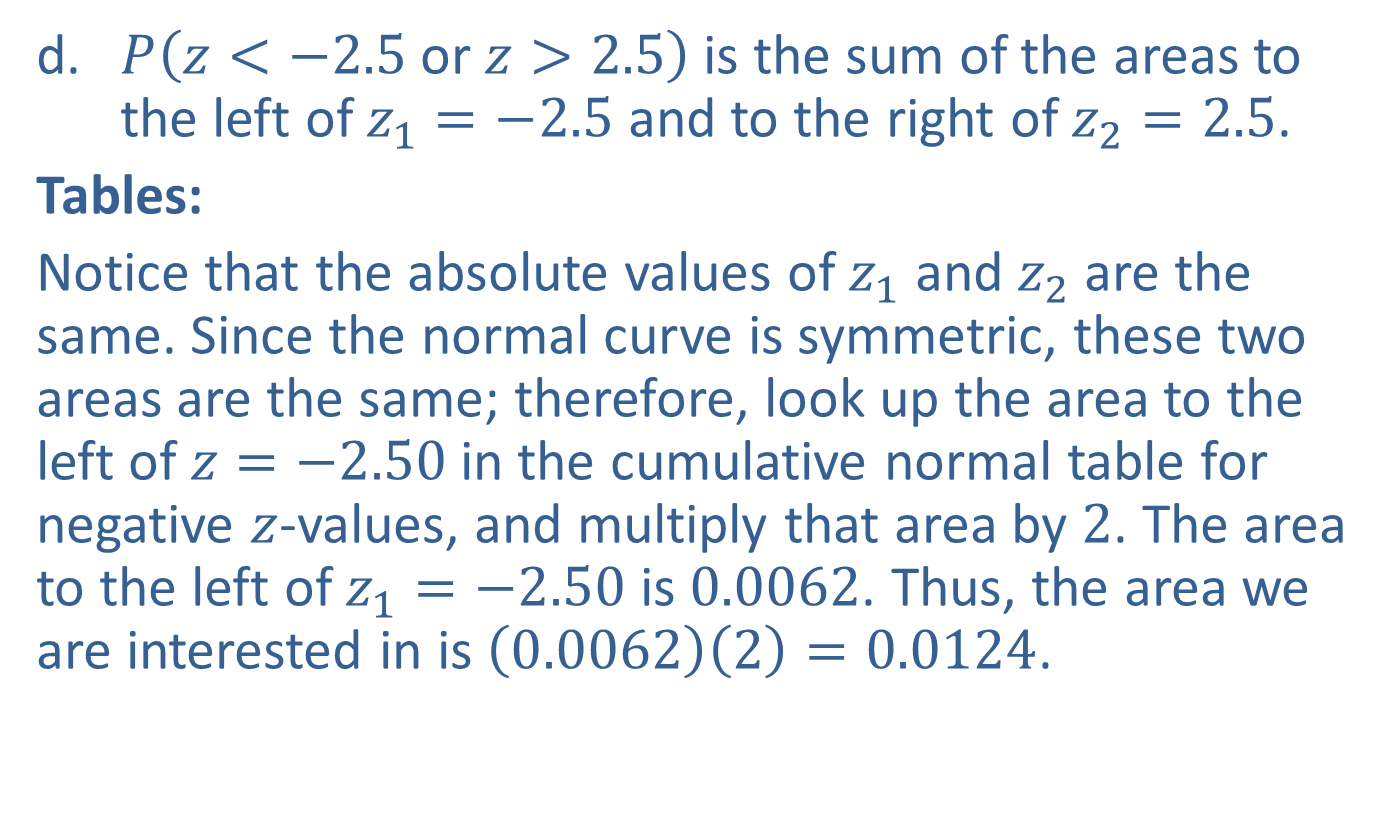 d. P(z < −2.5 or z > 2.5) is the sum of the areas to
the left of z₁ = −2.5 and to the right of z₂ = 2.5.
Tables:
Notice that the absolute values of z₁ and z₂ are the
same. Since the normal curve is symmetric, these two
areas are the same; therefore, look up the area to the
left of z = −2.50 in the cumulative normal table for
negative z-values, and multiply that area by 2. The area
to the left of z₁ = −2.50 is 0.0062. Thus, the area we
are interested in is (0.0062)(2) = 0.0124.